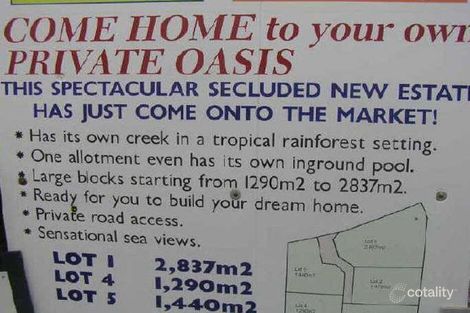 COME HOME to your own
PRIVATE OASIS
THIS SPECTACULAR SECLUDED NEW ESTATE
HAS JUST COME ONTO THE MARKET!
* Has its own creek in a tropical rainforest setting.
* One allotment even has its own inground pool.
* Large blocks starting from 1290m2 to 2837m2.
* Ready for you to build your dream home.
* Private road access.
* Sensational sea views.
LOT 1 2,837m2
LOT 4 1,290m2
LOT 5 1,440m2
cotality